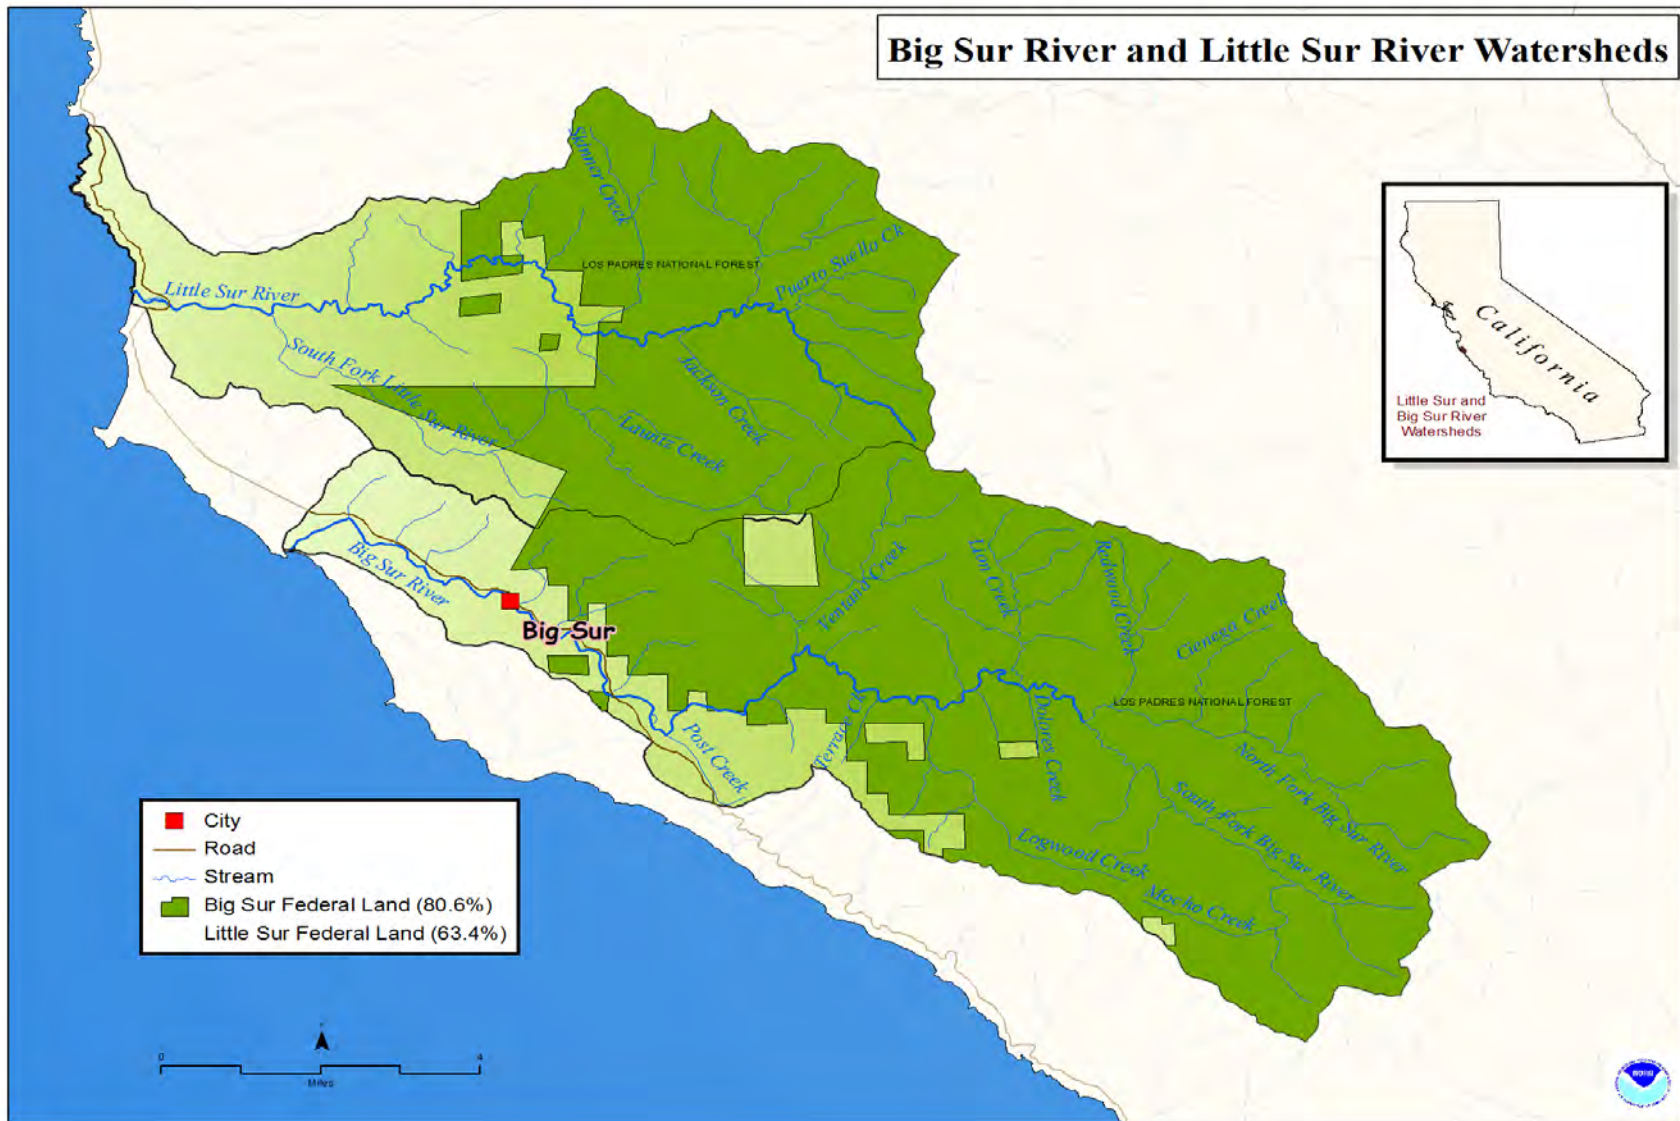 Big Sur River and Little Sur River Watersheds
Skinner Creek
LOS PADRES NATIONAL FOREST
Puerto Suello Ck
Little Sur River
South Fork Little Sur River
Jackson Creek
Launtz Creek
California
Little Sur and
Big Sur River
Watersheds
Big Sur River
Big Sur
Ventana Creek
Lion Creek
Redwood Creek
Cienega Creek
LOS PADRES NATIONAL FOREST
Post Creek
Terrace Ck
Dolores Creek
North Fork Big Sur River
South Fork Big Sur River
Logwood Creek
Mocho Creek
City
Road
Stream
Big Sur Federal Land (80.6%)
Little Sur Federal Land (63.4%)
0 4
Miles